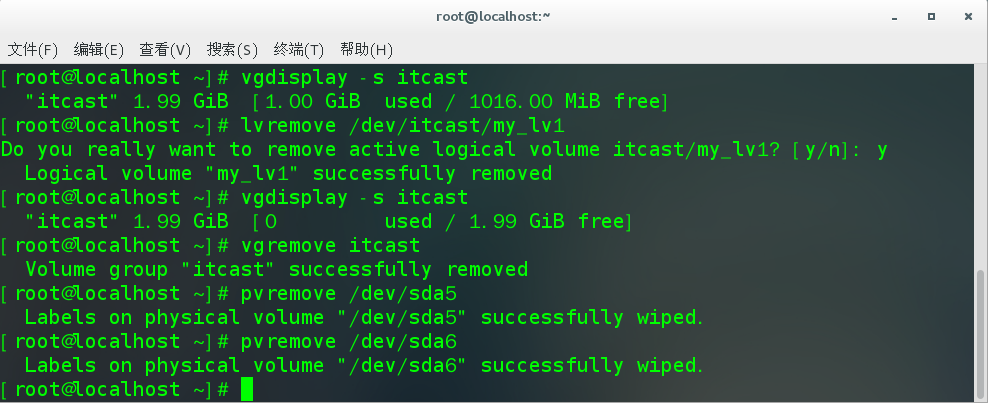 root@localhost:~
文件(F) 编辑(E) 查看(V) 搜索(S) 终端(T) 帮助(H)
[root@localhost ~]# vgdisplay -s itcast
  "itcast" 1.99 GiB  [1.00 GiB  used / 1016.00 MiB free]
[root@localhost ~]# lvremove /dev/itcast/my_lv1
Do you really want to remove active logical volume itcast/my_lv1? [y/n]: y
  Logical volume "my_lv1" successfully removed
[root@localhost ~]# vgdisplay -s itcast
  "itcast" 1.99 GiB  [0         used / 1.99 GiB free]
[root@localhost ~]# vgremove itcast
  Volume group "itcast" successfully removed
[root@localhost ~]# pvremove /dev/sda5
  Labels on physical volume "/dev/sda5" successfully wiped.
[root@localhost ~]# pvremove /dev/sda6
  Labels on physical volume "/dev/sda6" successfully wiped.
[root@localhost ~]#